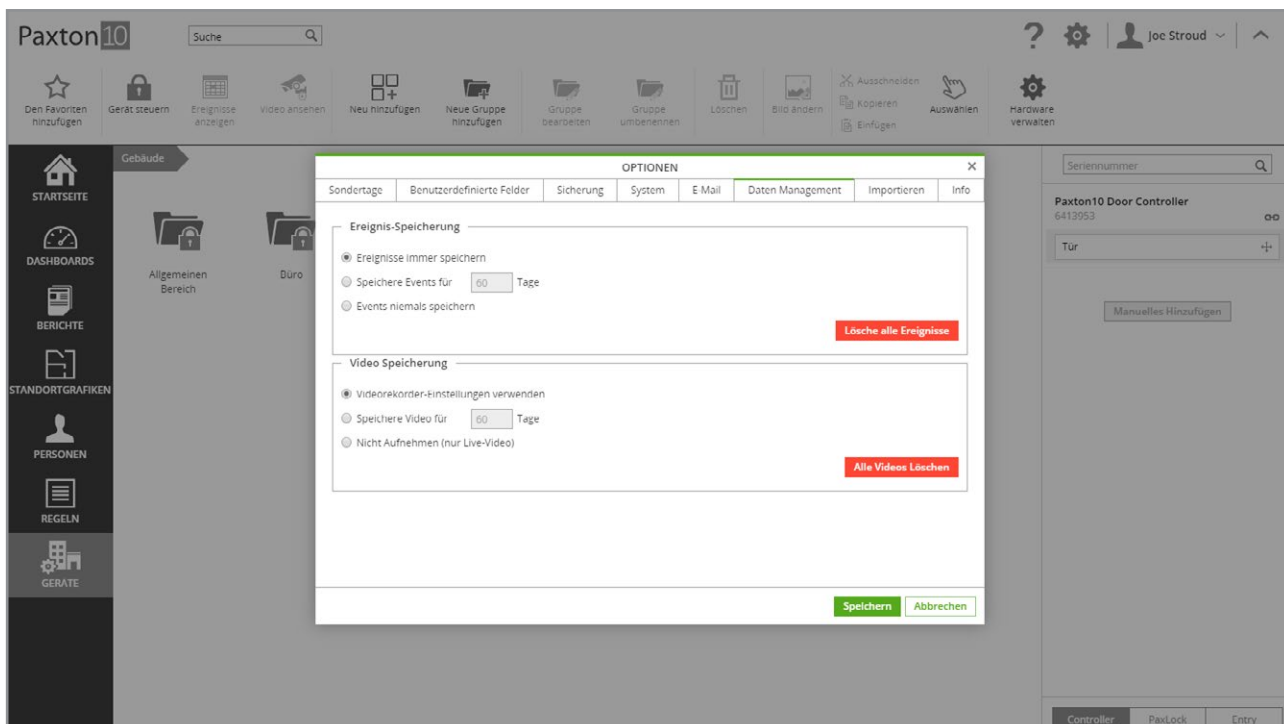 Paxton10
Suche
Joe Stroud
Den Favoriten
hinzufügen
Gerät steuern
Ereignisse
anzeigen
Video ansehen
Neu hinzufügen
Neue Gruppe
hinzufügen
Gruppe
bearbeiten
Gruppe
umbenennen
Löschen
Bild ändern
Ausschneiden
Kopieren
Einfügen
Auswählen
Hardware
verwalten
STARTSEITE
DASHBOARDS
BERICHTE
STANDORTGRAFIKEN
PERSONEN
REGELN
GERÄTE
Gebäude
Allgemeinen
Bereich
Büro
OPTIONEN
Sondertage
Benutzerdefinierte Felder
Sicherung
System
E-Mail
Daten Management
Importieren
Info
Ereignis-Speicherung
Ereignisse immer speichern
Speichere Events für 60 Tage
Events niemals speichern
Lösche alle Ereignisse
Video Speicherung
Videorekorder-Einstellungen verwenden
Speichere Video für 60 Tage
Nicht Aufnehmen (nur Live-Video)
Alle Videos Löschen
Speichern
Abbrechen
Seriennummer
Paxton10 Door Controller
6413953
Tür
Manuelles Hinzufügen
Controller
PaxLock
Entry